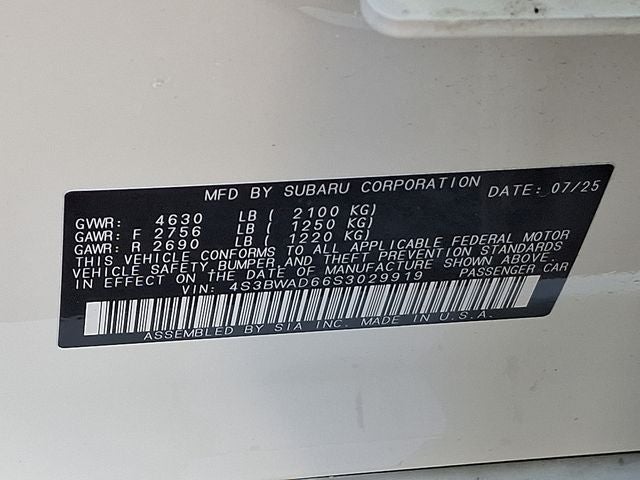 MFD BY SUBARU CORPORATION DATE: 07/25
GVWR: 4630 LB ( 2100 KG)
GAWR: F 2756 LB ( 1250 KG)
GAWR: R 2690 LB ( 1220 KG)
THIS VEHICLE CONFORMS TO ALL APPLICABLE FEDERAL MOTOR
VEHICLE SAFETY, BUMPER, AND THEFT PREVENTION STANDARDS
IN EFFECT ON THE DATE OF MANUFACTURE SHOWN ABOVE.
VIN: 4S3BWAD66S3029919 PASSENGER CAR
ASSEMBLED BY SIA INC. MADE IN U.S.A.